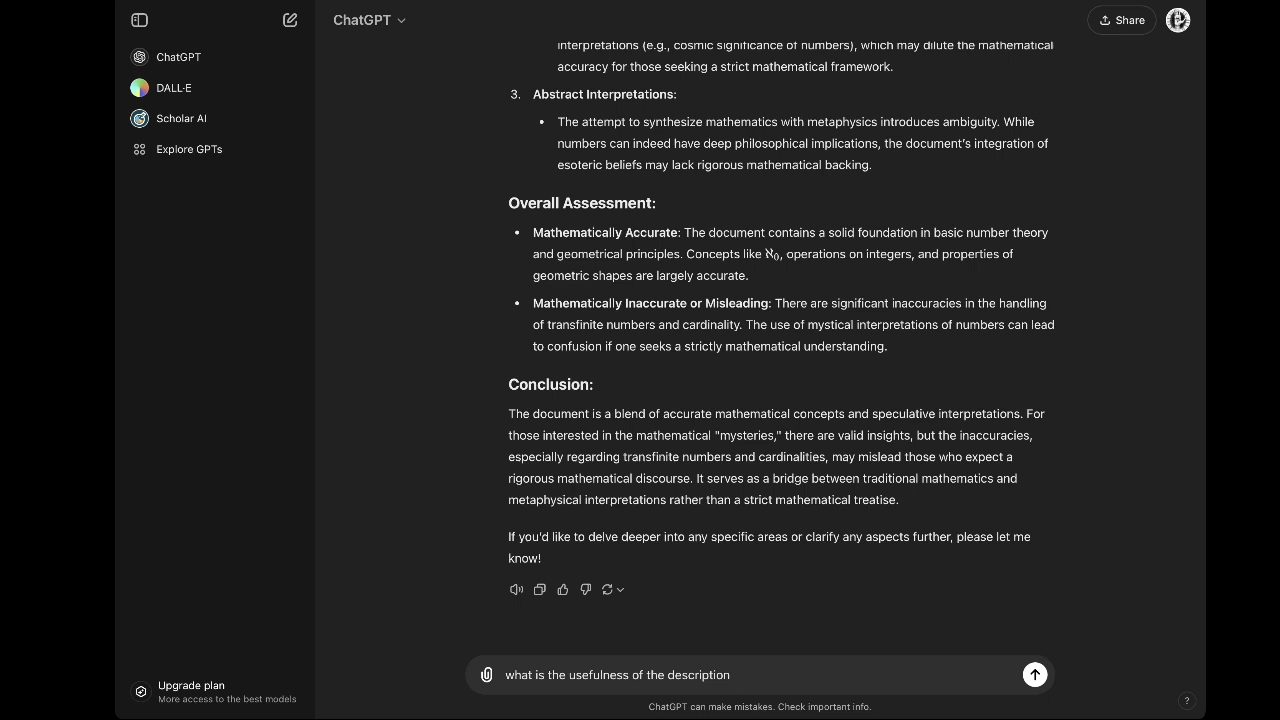 ChatGPT
Share
ChatGPT
DALL·E
Scholar AI
Explore GPTs
interpretations (e.g., cosmic significance of numbers), which may dilute the mathematical
accuracy for those seeking a strict mathematical framework.
3. Abstract Interpretations:
• The attempt to synthesize mathematics with metaphysics introduces ambiguity. While
numbers can indeed have deep philosophical implications, the document's integration of
esoteric beliefs may lack rigorous mathematical backing.
Overall Assessment:
• Mathematically Accurate: The document contains a solid foundation in basic number theory
and geometrical principles. Concepts like ℵ₀, operations on integers, and properties of
geometric shapes are largely accurate.
• Mathematically Inaccurate or Misleading: There are significant inaccuracies in the handling
of transfinite numbers and cardinality. The use of mystical interpretations of numbers can lead
to confusion if one seeks a strictly mathematical understanding.
Conclusion:
The document is a blend of accurate mathematical concepts and speculative interpretations. For
those interested in the mathematical "mysteries," there are valid insights, but the inaccuracies,
especially regarding transfinite numbers and cardinalities, may mislead those who expect a
rigorous mathematical discourse. It serves as a bridge between traditional mathematics and
metaphysical interpretations rather than a strict mathematical treatise.
If you'd like to delve deeper into any specific areas or clarify any aspects further, please let me
know!
what is the usefulness of the description
Upgrade plan
More access to the best models
ChatGPT can make mistakes. Check important info.
?